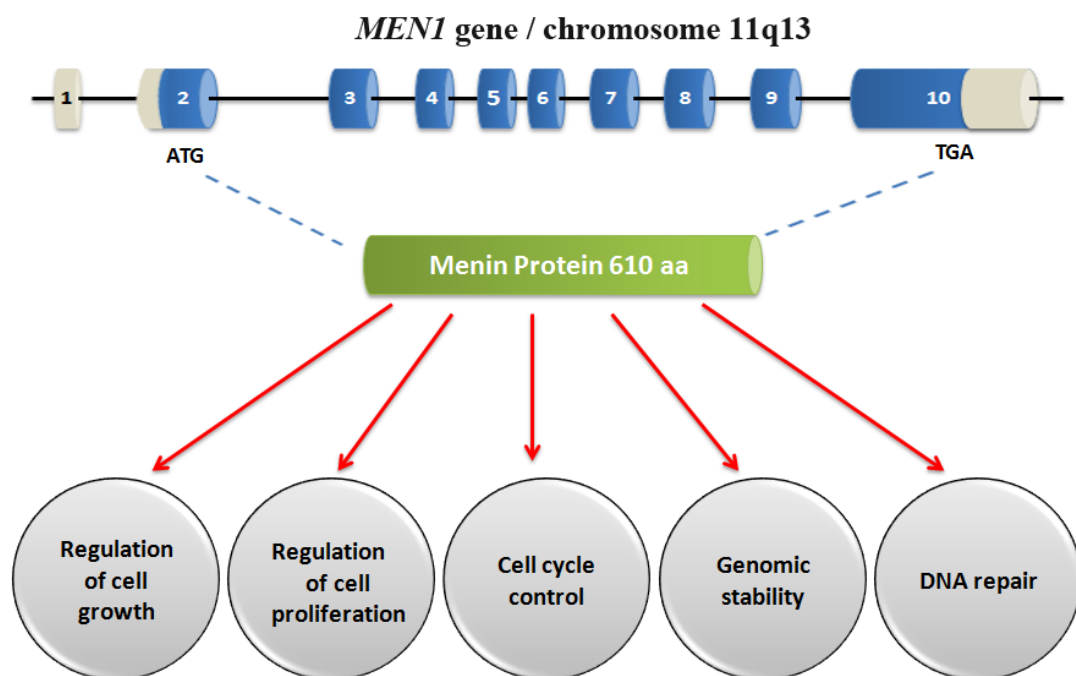 MEN1 gene / chromosome 11q13
1 2 3 4 5 6 7 8 9 10
ATG TGA
Menin Protein 610 aa
Regulation
of cell
growth
Regulation
of cell
proliferation
Cell cycle
control
Genomic
stability
DNA repair